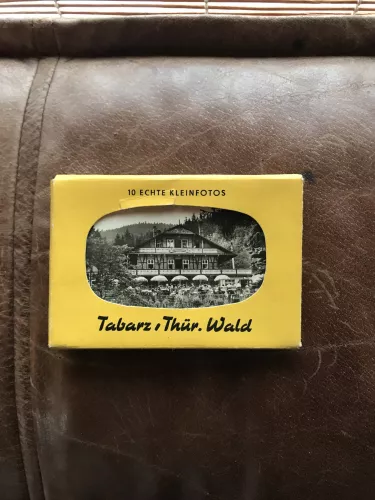 10 ECHTE KLEINFOTOS
Tabarz, Thür. Wald